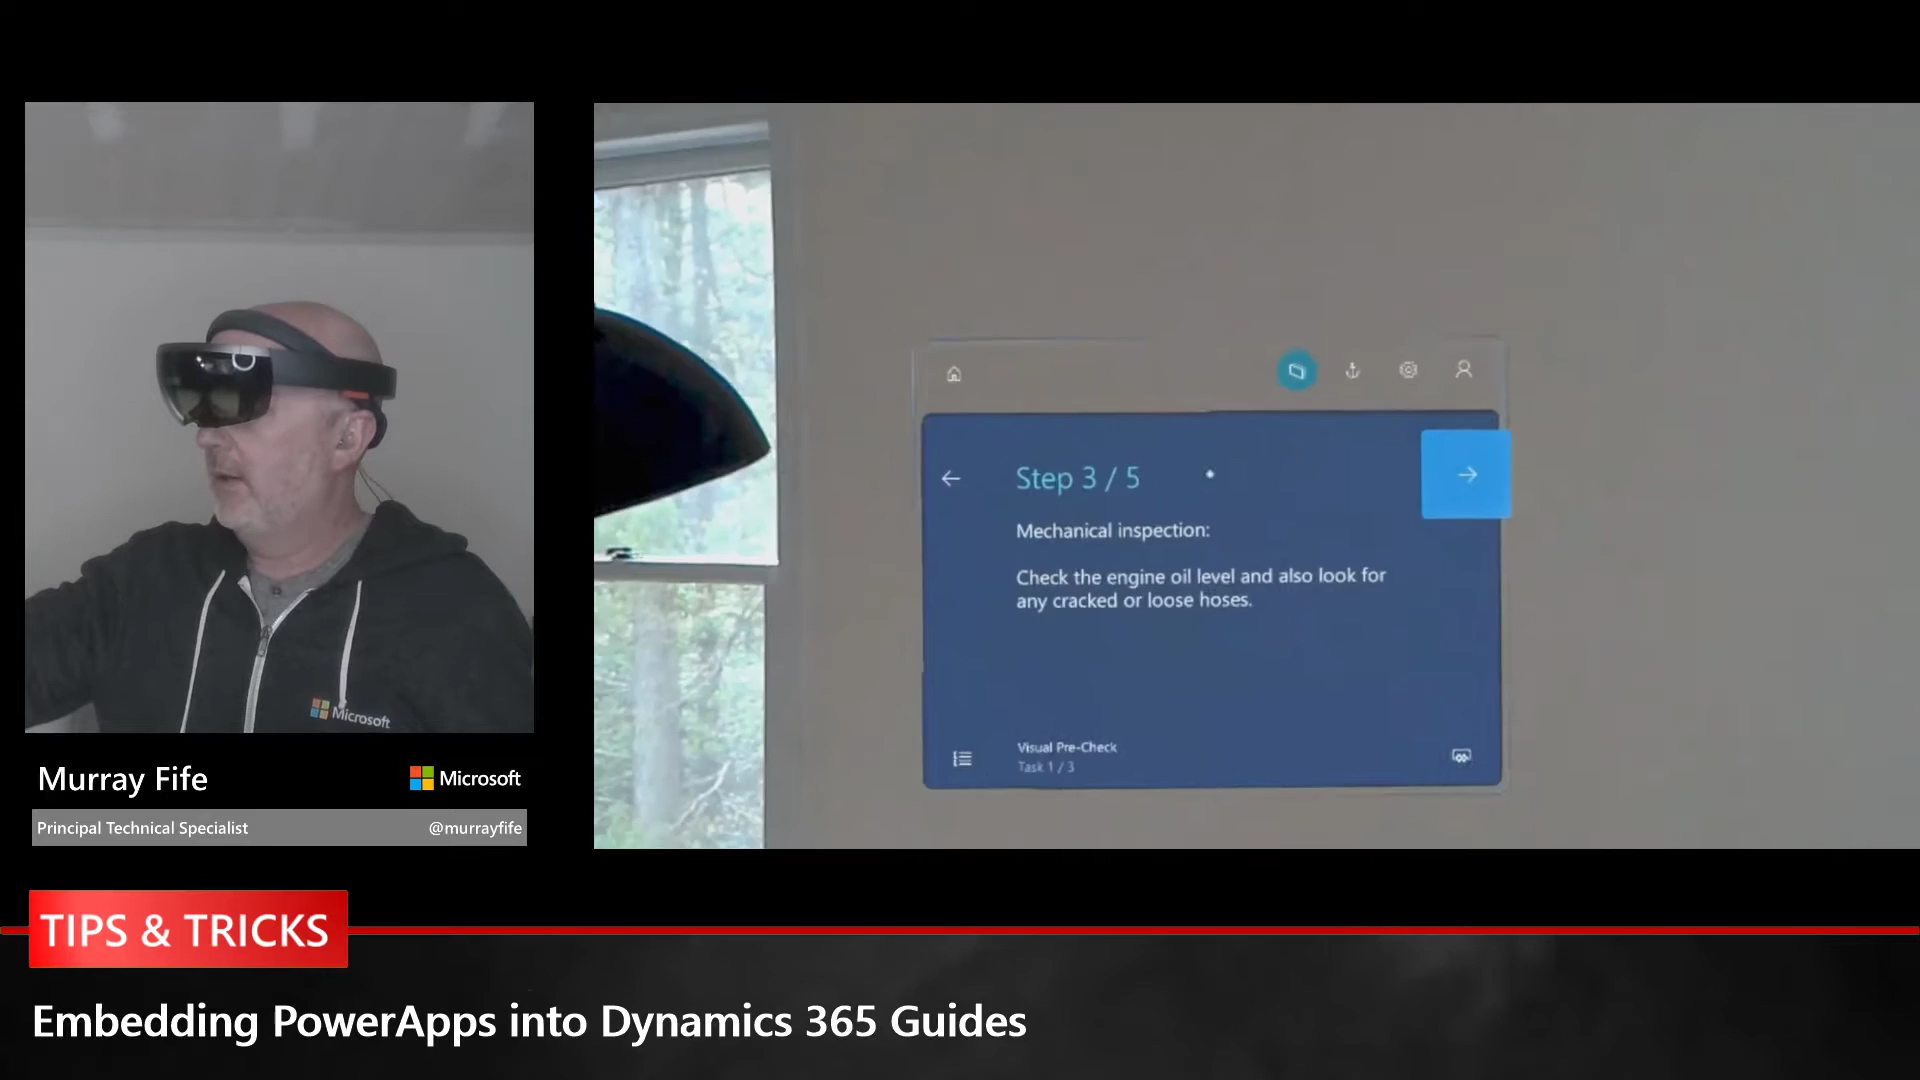 Step 3 / 5
Mechanical inspection:
Check the engine oil level and also look for
any cracked or loose hoses.
Visual Pre-Check
Task 1 / 3
Microsoft
Murray Fife
Microsoft
Principal Technical Specialist
@murrayfife
TIPS & TRICKS
Embedding PowerApps into Dynamics 365 Guides